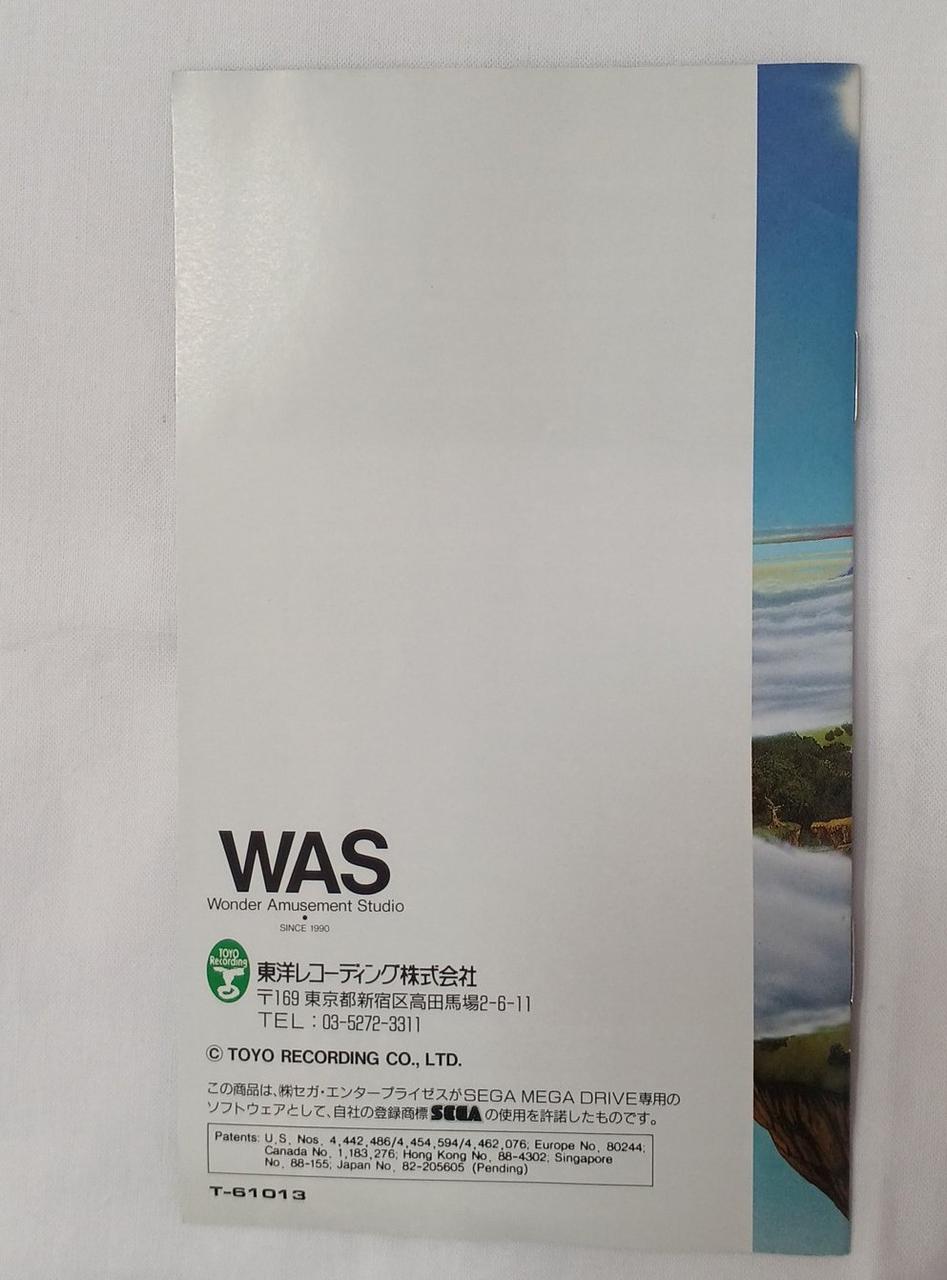 WAS
Wonder Amusement Studio
SINCE 1990
TOYO
Recording
東洋レコーディング株式会社
〒169 東京都新宿区高田馬場2-6-11
TEL：03-5272-3311
© TOYO RECORDING CO., LTD.
この商品は、㈱セガ・エンタープライゼスがSEGA MEGA DRIVE専用の
ソフトウェアとして、自社の登録商標SEGAの使用を許諾したものです。
Patents: U.S. Nos. 4,442,486/4,454,594/4,462,076; Europe No. 80244;
Canada No. 1,183,276; Hong Kong No. 88-4302; Singapore
No. 88-155; Japan No. 82-205605 (Pending)
T-61013